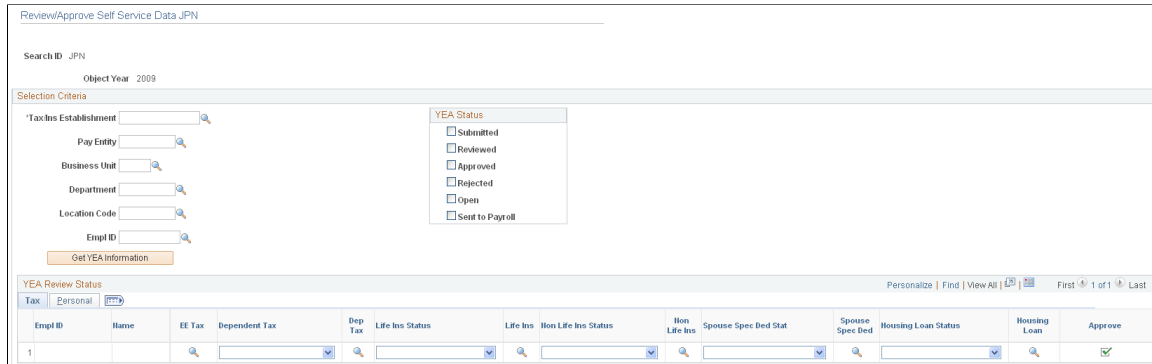 Review/Approve Self Service Data JPN
Search ID JPN
Object Year 2009
Selection Criteria
*Tax/Ins Establishment
Pay Entity
Business Unit
Department
Location Code
Empl ID
Get YEA Information
YEA Status
Submitted
Reviewed
Approved
Rejected
Open
Sent to Payroll
YEA Review Status
Personalize | Find | View All | | First 1 of 1 Last
Tax Personal
Empl ID Name EE Tax Dependent Tax Dep Tax Life Ins Status Life Ins Non Life Ins Status Non Life Ins Spouse Spec Ded Stat Spouse Spec Ded Housing Loan Status Housing Loan Approve
1